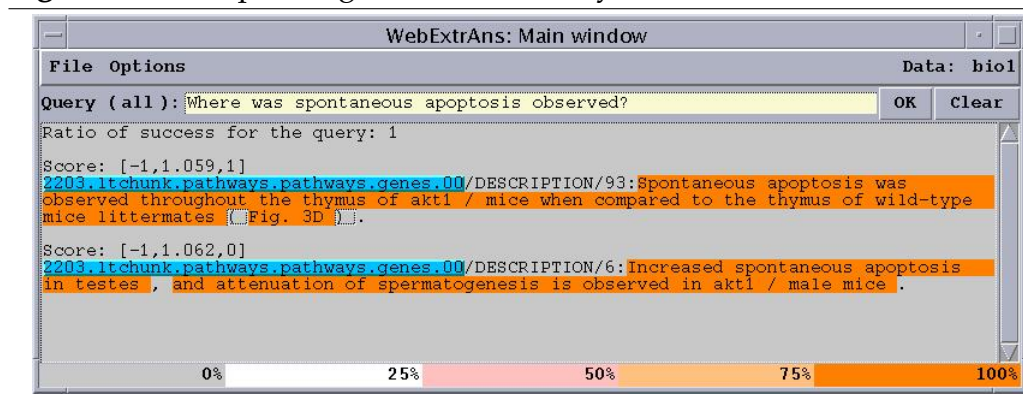 WebExtrAns: Main window
File Options Data: bio1
Query (all): Where was spontaneous apoptosis observed? OK Clear
Ratio of success for the query: 1
Score: [-1,1.059,1]
2203.ltchunk.pathways.pathways.genes.00/DESCRIPTION/93:Spontaneous apoptosis was
observed throughout the thymus of akt1 / mice when compared to the thymus of wild-type
mice littermates ( Fig. 3D ) .
Score: [-1,1.062,0]
2203.ltchunk.pathways.pathways.genes.00/DESCRIPTION/6:Increased spontaneous apoptosis
in testes , and attenuation of spermatogenesis is observed in akt1 / male mice .
0% 25% 50% 75% 100%